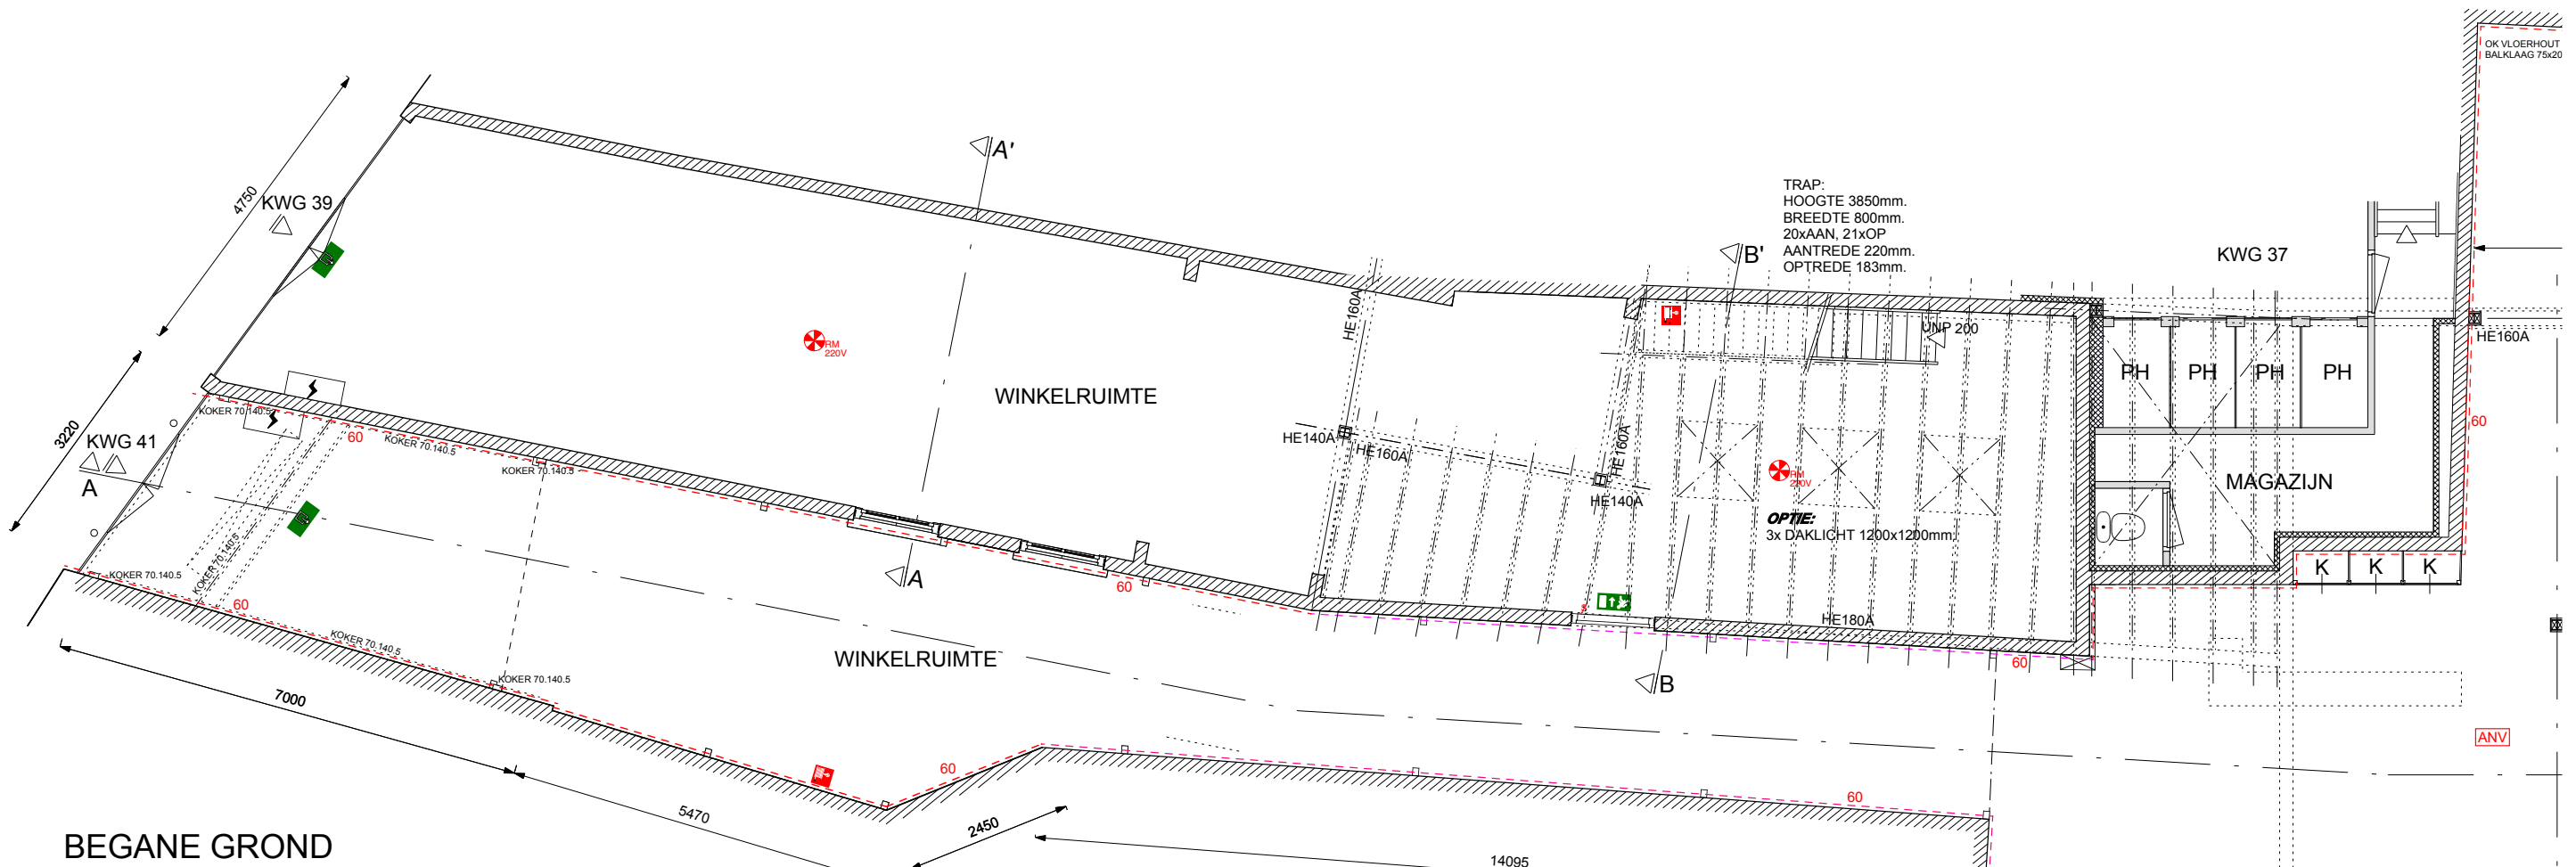 OK VLOERHOUT
BALKLAAG 75x20
A'
TRAP:
HOOGTE 3850mm.
BREEDTE 800mm.
20xAAN, 21xOP
AANTREDE 220mm.
OPTREDE 183mm.
4750
KWG 39
B'
KWG 37
HE160A
UNP 200
HE160A
RM
220V
WINKELRUIMTE
PH
PH
PH
PH
3220
KWG 41
KOKER 70.140.5
60
KOKER 70.140.5
KOKER 70.140.5
60
HE140A
HE160A
HE160A
HE140A
RM
220V
MAGAZIJN
A
OPTIE:
3x DAKLICHT 1200x1200mm.
KOKER 70.140.5
KOKER 70.140.5
60
A
60
K
K
K
HE180A
KOKER 70.140.5
WINKELRUIMTE
60
KOKER 70.140.5
B
7000
ANV
60
60
5470
2450
BEGANE GROND
14095